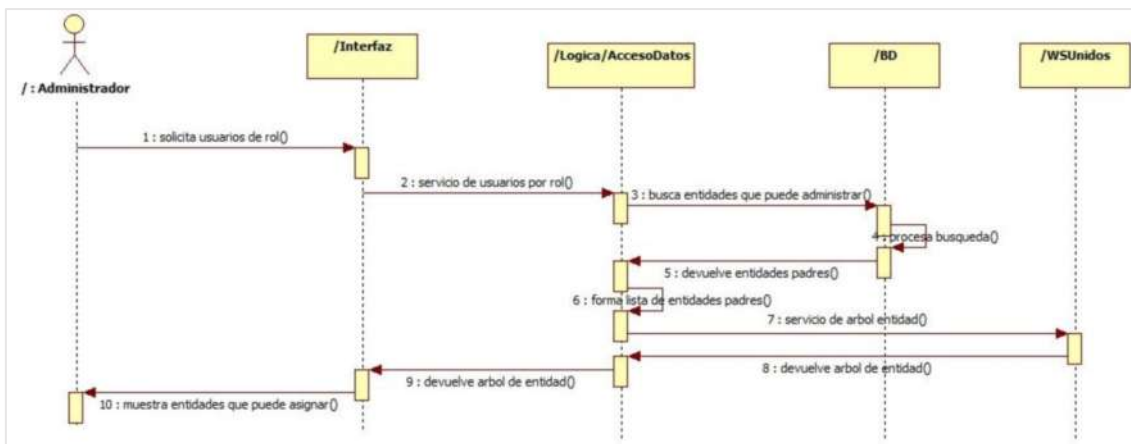 /Interfaz
/Logica/AccesoDatos
/BD
/WSUnidos
/ : Administrador
1 : solicita usuarios de rol()
2 : servicio de usuarios por rol()
3 : busca entidades que puede administrar()
4 : procesa busqueda()
5 : devuelve entidades padres()
6 : forma lista de entidades padres()
7 : servicio de arbol entidad()
8 : devuelve arbol de entidad()
9 : devuelve arbol de entidad()
10 : muestra entidades que puede asignar()